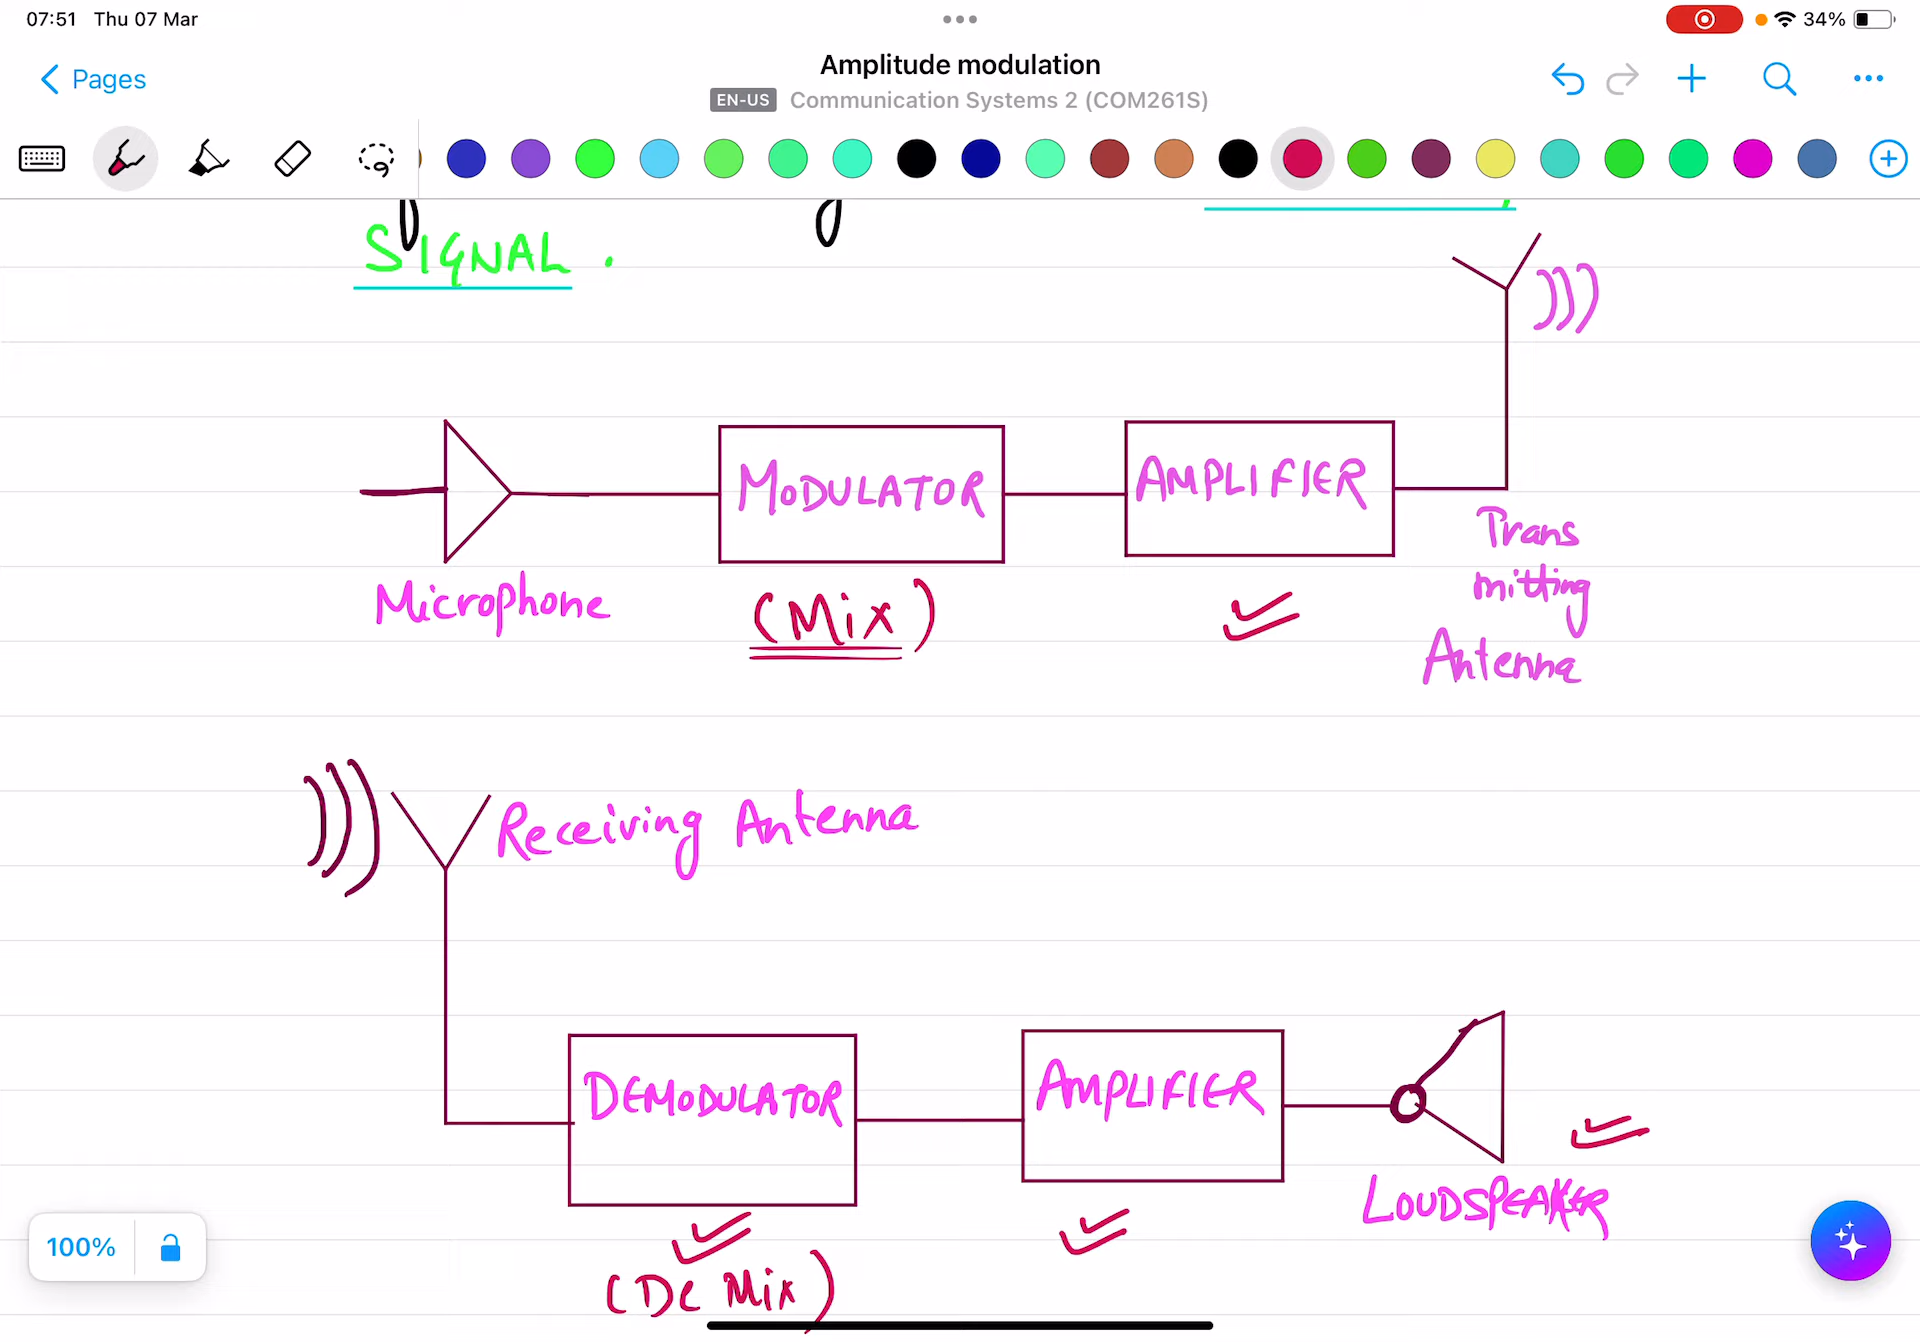 07:51 Thu 07 Mar
34%
Pages
Amplitude modulation
EN-US Communication Systems 2 (COM261S)
SIGNAL.
MODULATOR
AMPLIFIER
Microphone
(Mix)
Trans
mitting
Antenna
Receiving Antenna
DEMODULATOR
AMPLIFIER
LOUDSPEAKER
(De Mix)
100%